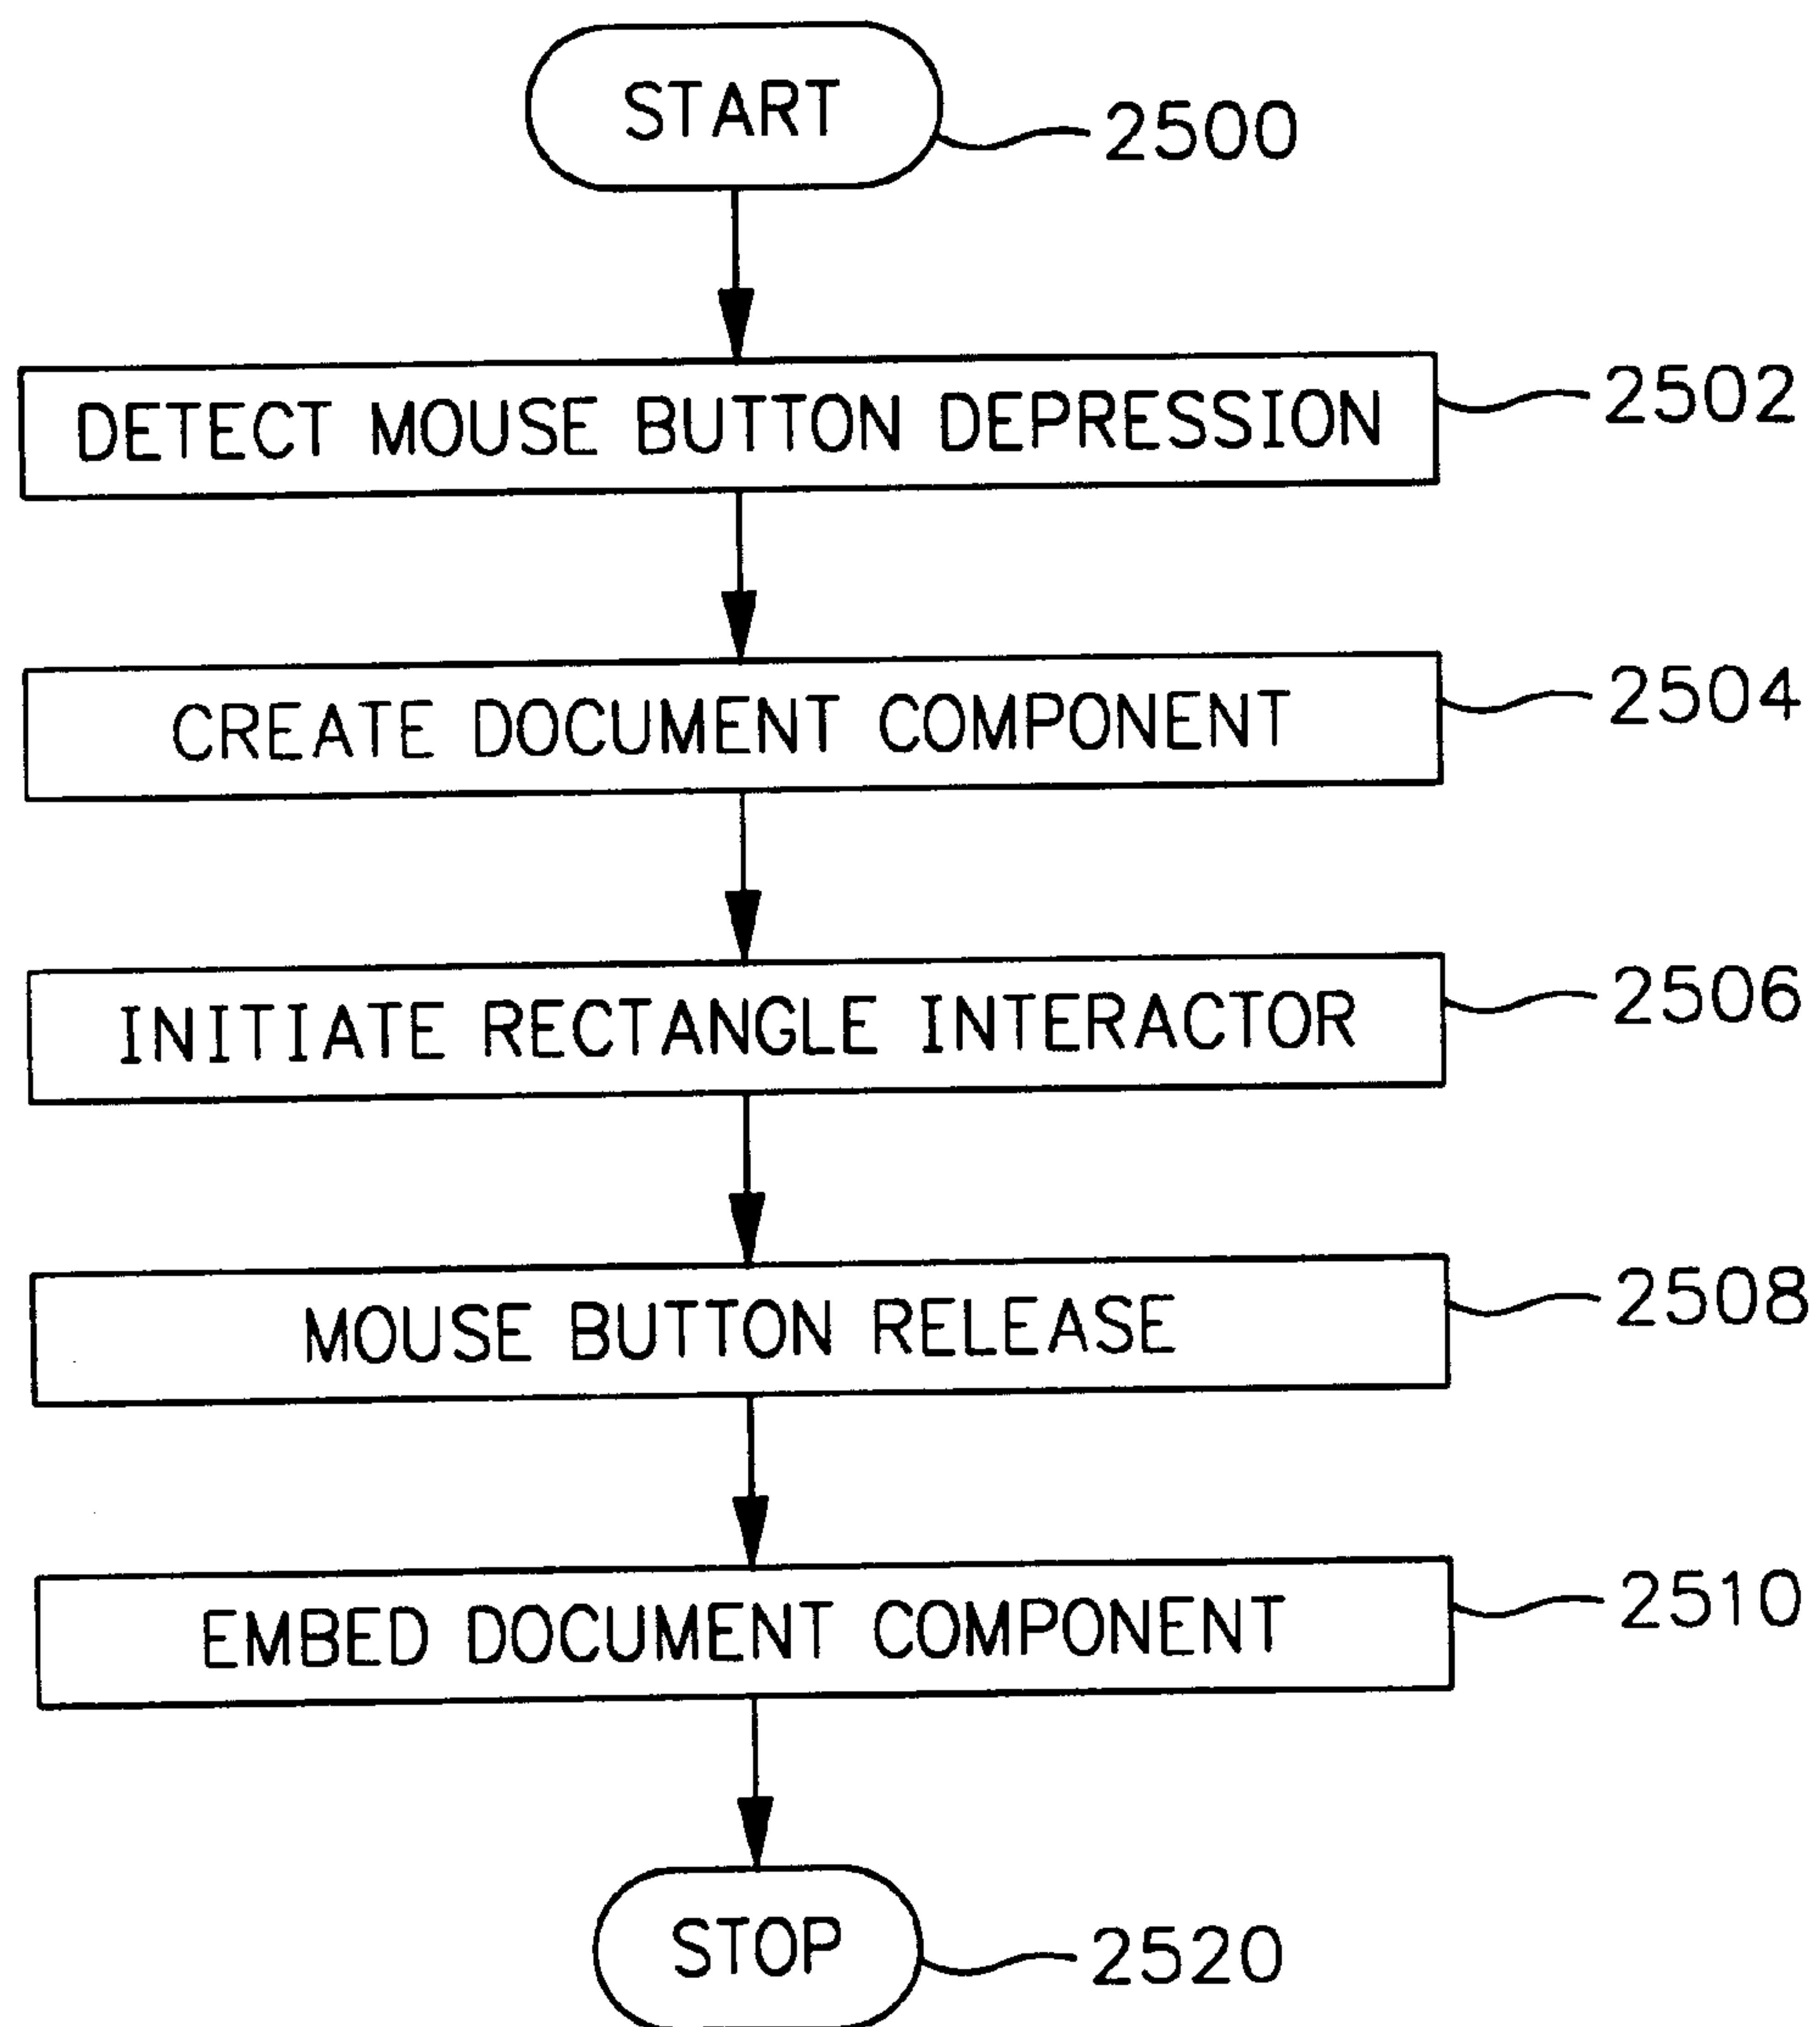 START
2500
DETECT MOUSE BUTTON DEPRESSION
2502
CREATE DOCUMENT COMPONENT
2504
INITIATE RECTANGLE INTERACTOR
2506
MOUSE BUTTON RELEASE
2508
EMBED DOCUMENT COMPONENT
2510
STOP
2520